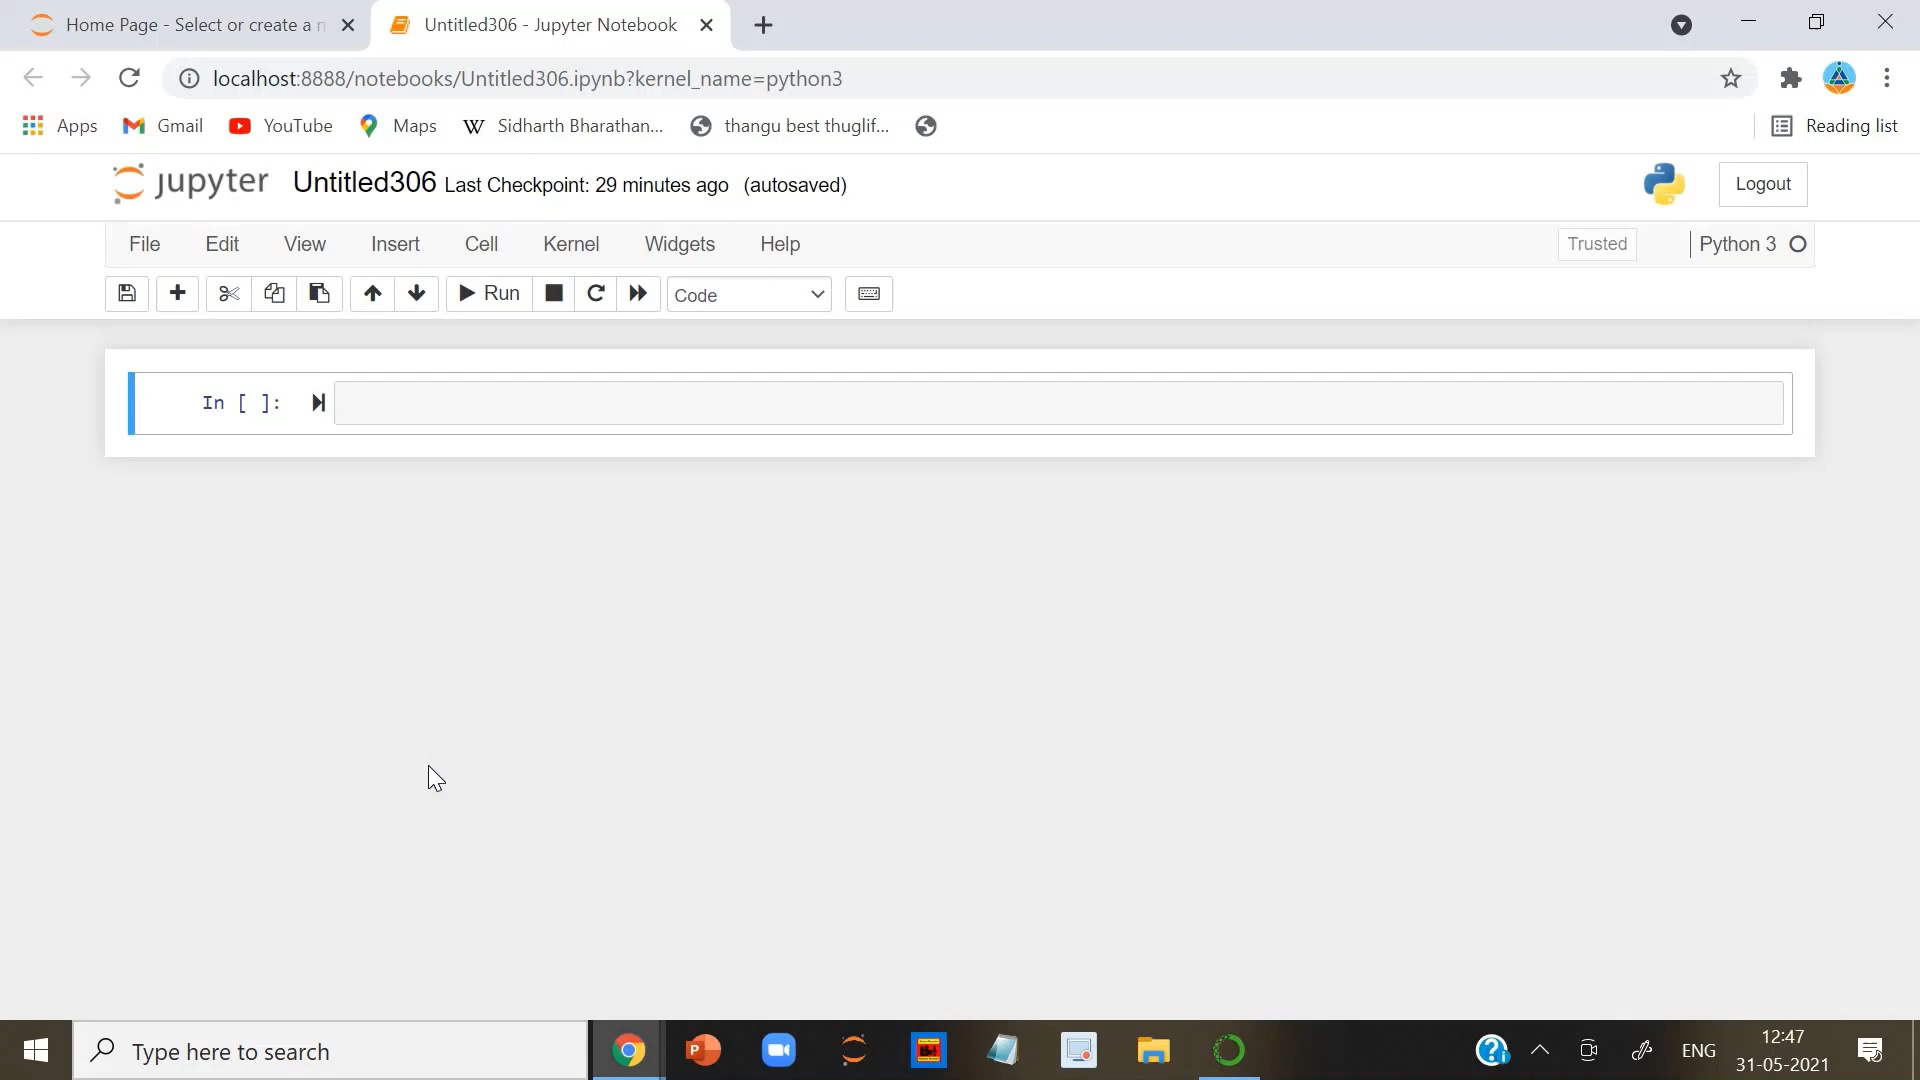 Home Page - Select or create a n
Untitled306 - Jupyter Notebook
localhost:8888/notebooks/Untitled306.ipynb?kernel_name=python3
Apps Gmail YouTube Maps W Sidharth Bharathan... thangu best thuglif... Reading list
jupyter Untitled306 Last Checkpoint: 29 minutes ago (autosaved) Logout
File Edit View Insert Cell Kernel Widgets Help Trusted Python 3
Run Code
In [ ]:
Type here to search
P
ENG
12:47
31-05-2021